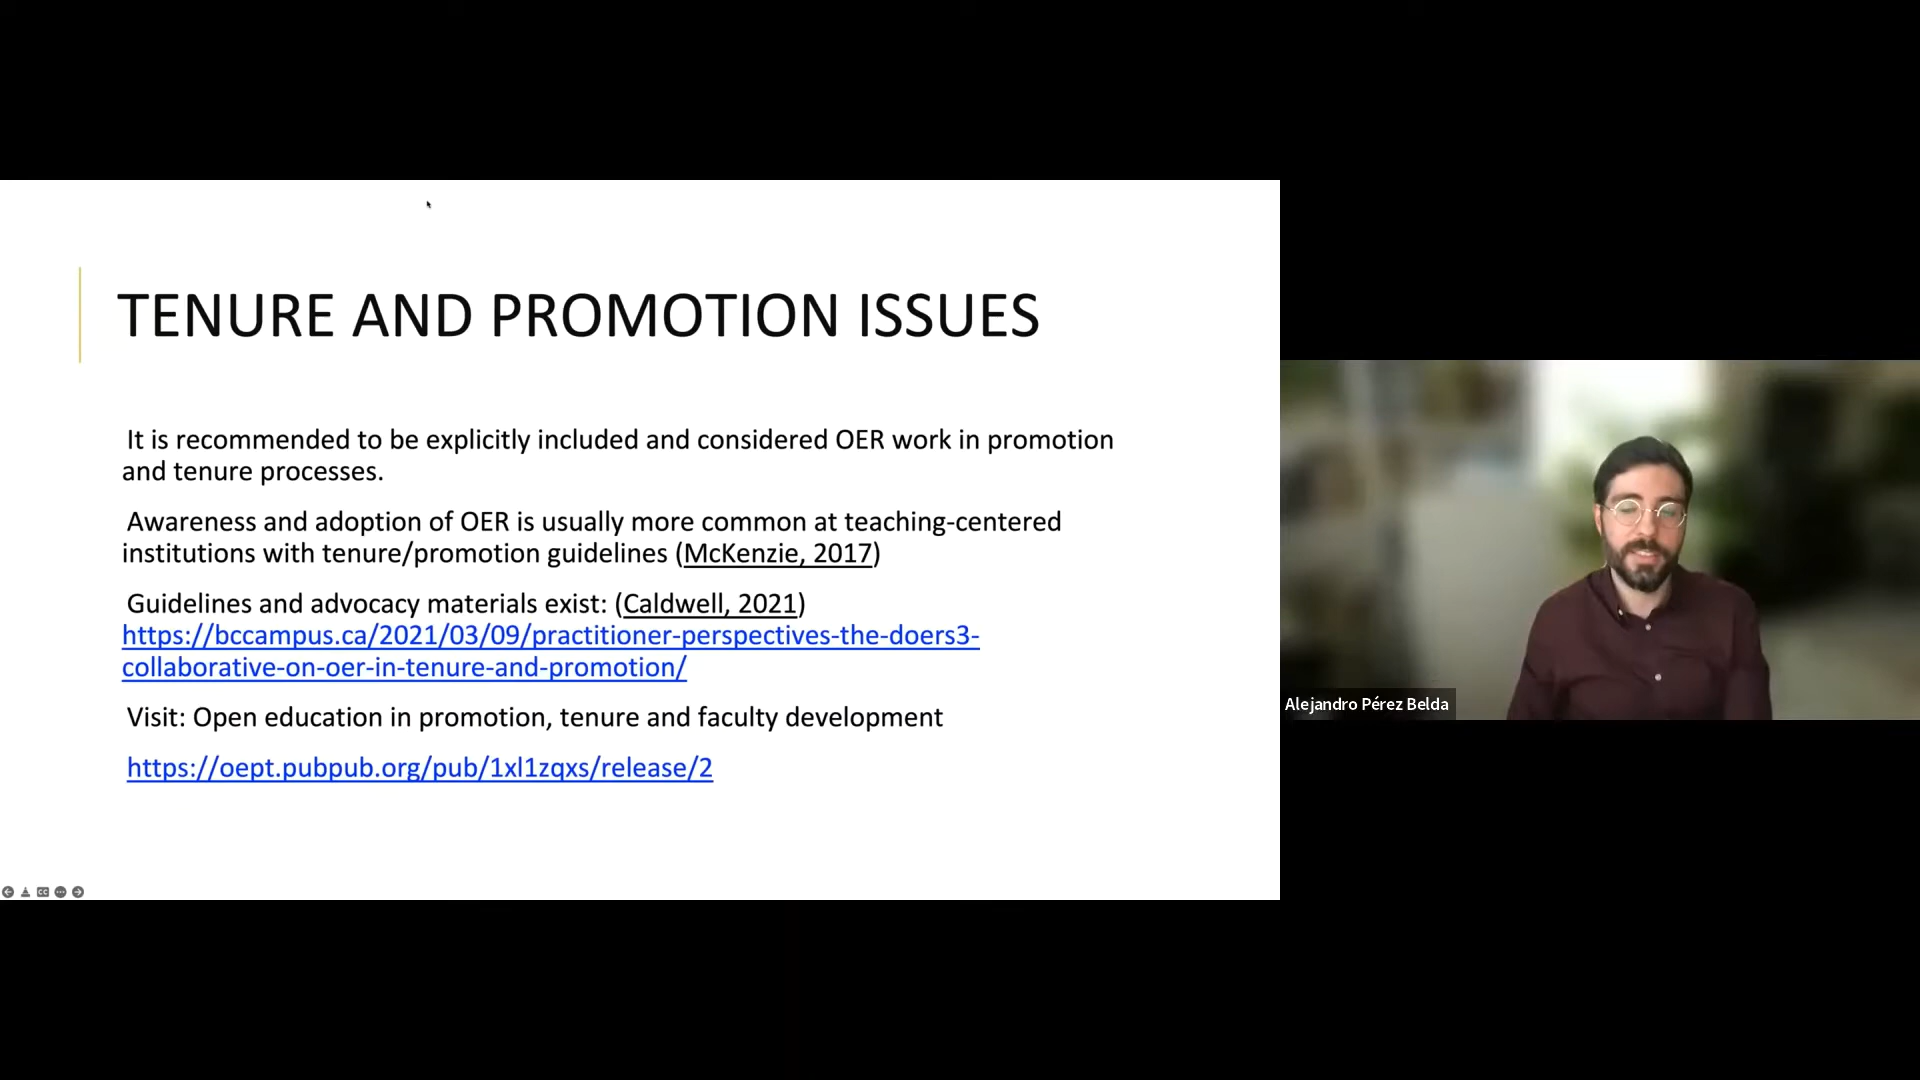 TENURE AND PROMOTION ISSUES
It is recommended to be explicitly included and considered OER work in promotion
and tenure processes.
Awareness and adoption of OER is usually more common at teaching-centered
institutions with tenure/promotion guidelines (McKenzie, 2017)
Guidelines and advocacy materials exist: (Caldwell, 2021)
https://bccampus.ca/2021/03/09/practitioner-perspectives-the-doers3-
collaborative-on-oer-in-tenure-and-promotion/
Visit: Open education in promotion, tenure and faculty development
https://oept.pubpub.org/pub/1xl1zqxs/release/2
Alejandro Pérez Belda
CC